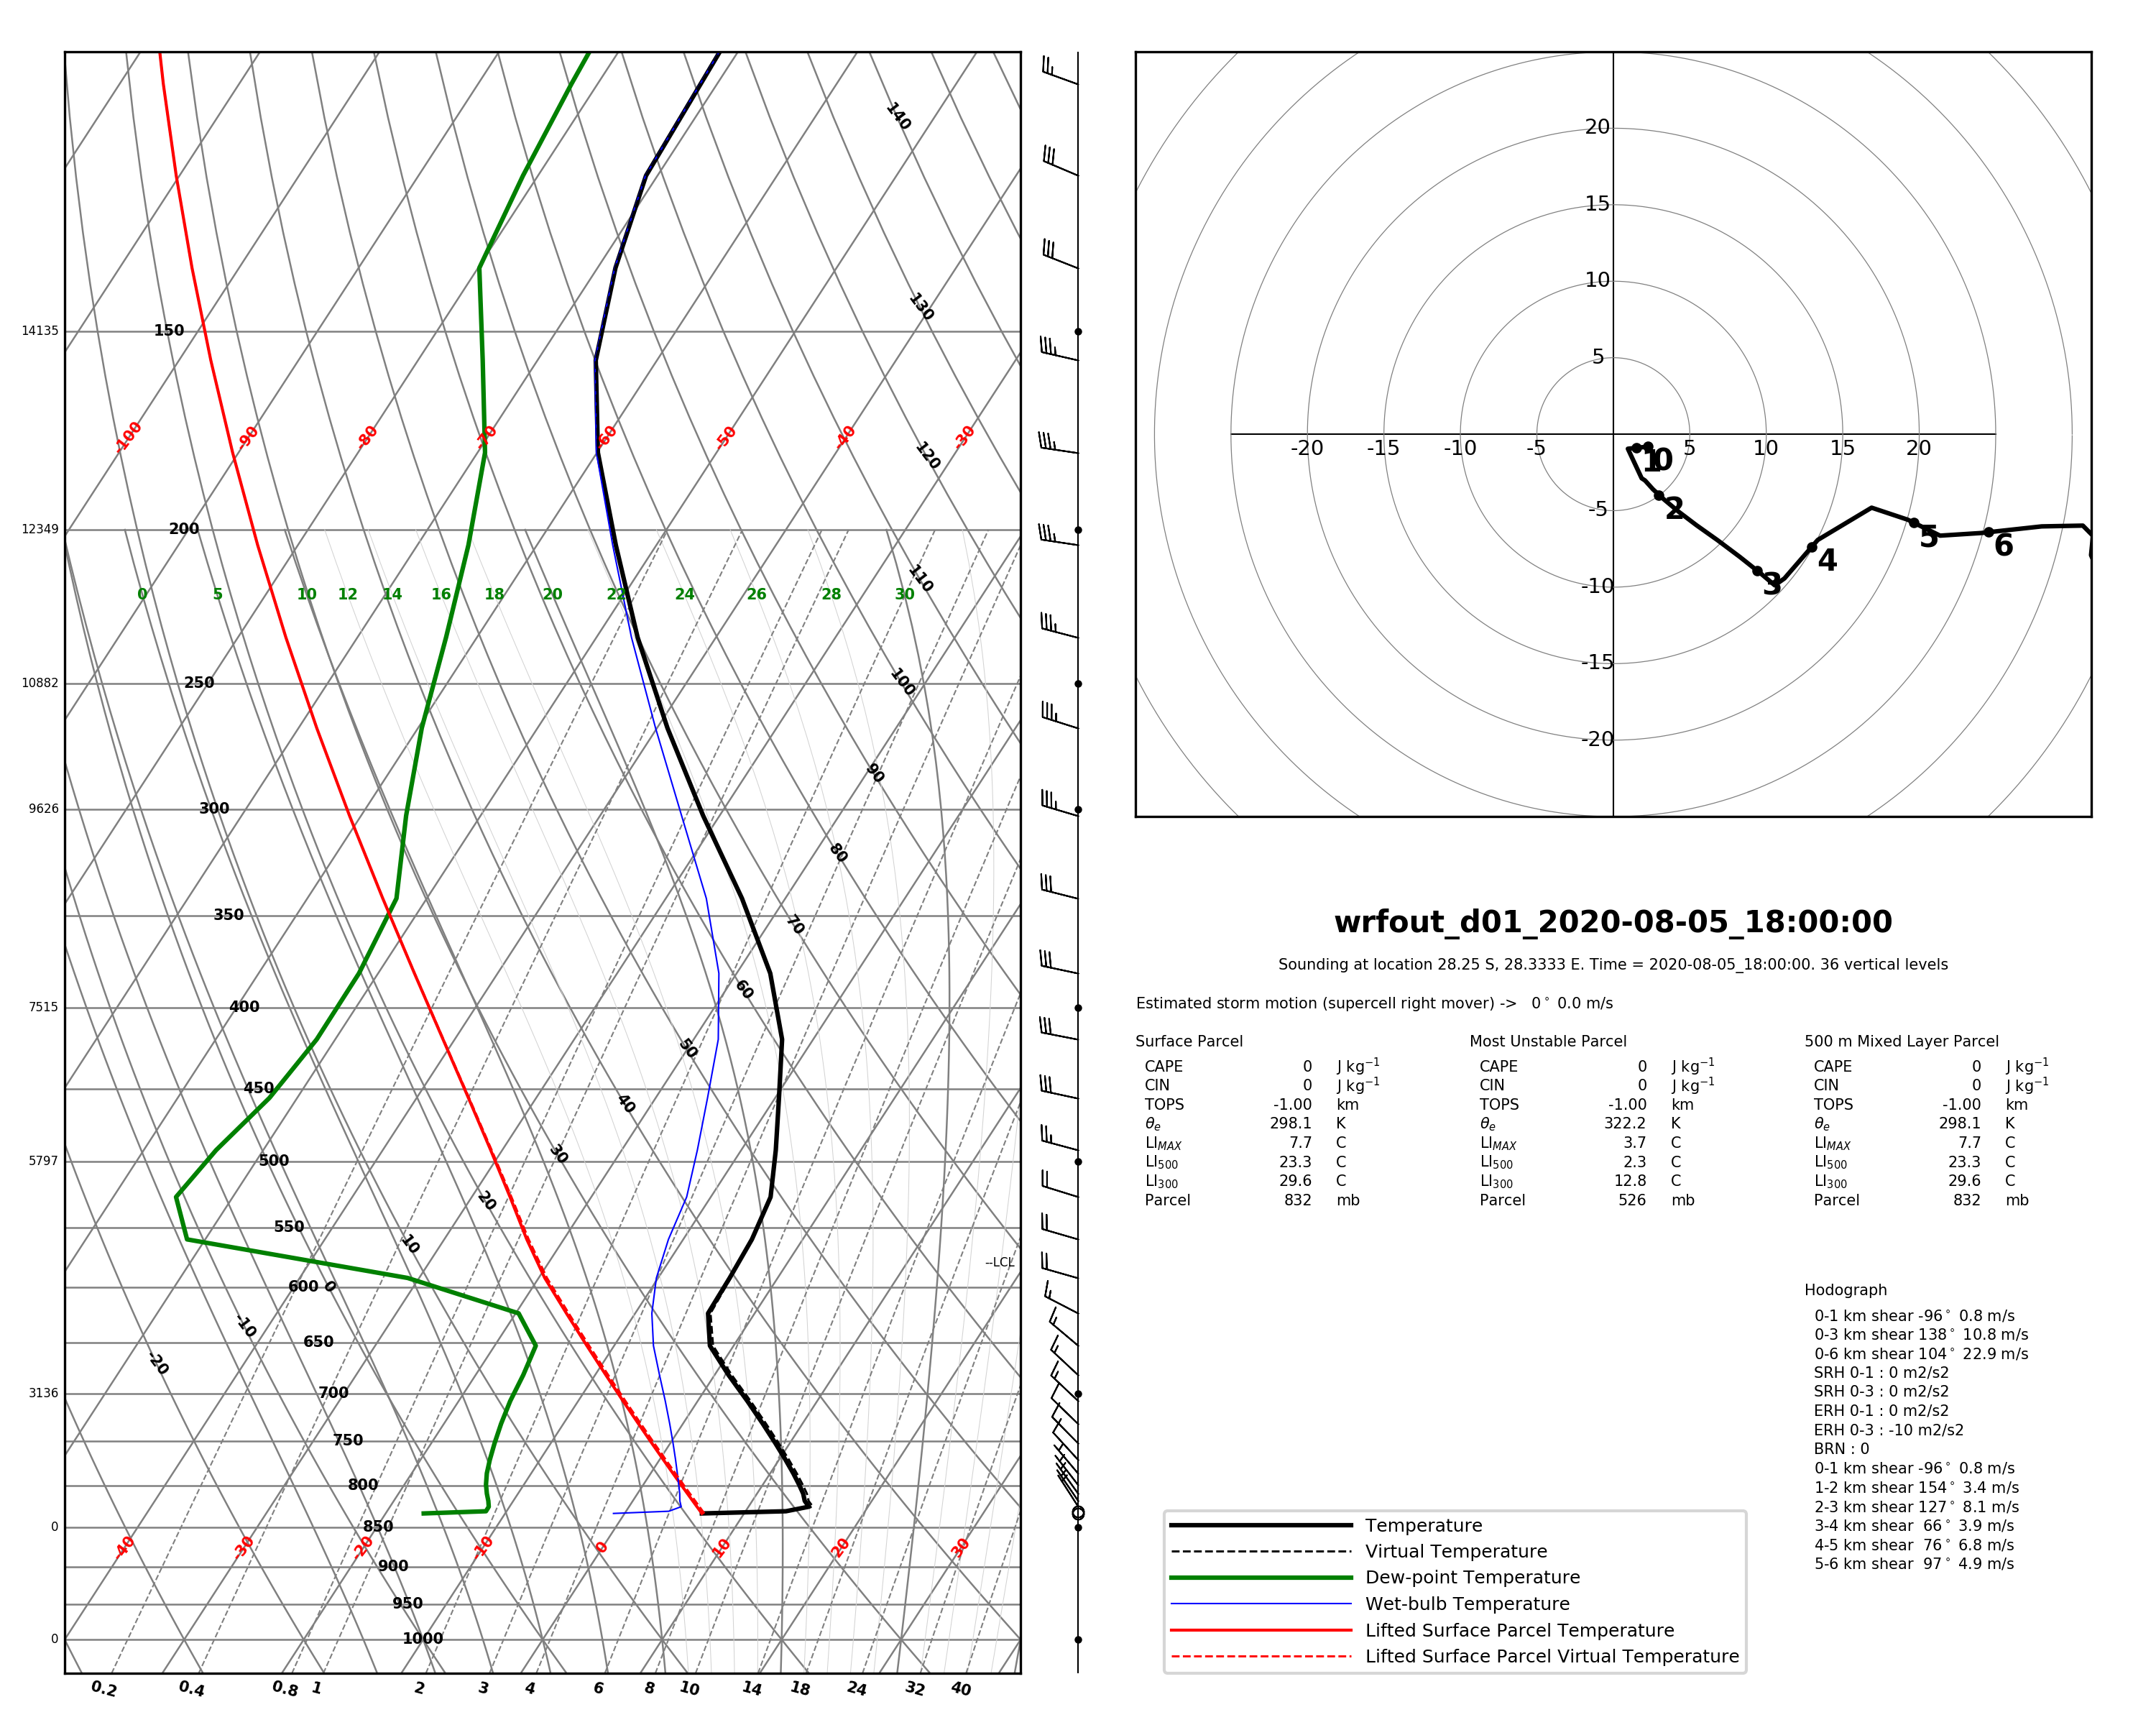 140
130
120
110
100
90
80
70
60
50
40
30
20
10
0
-10
-20
14135 150
-100 -90 -80 -70 -60 -50 -40 -30
12349 200
0 5 10 12 14 16 18 20 22 24 26 28 30
10882 250
9626 300
350
7515 400
450
5797 500
550
--LCL
600
650
3136 700
750
800
0 850
-40 -30 -20 -10 0 10 20 30
900
950
0 1000
0.2 0.4 0.8 1 2 3 4 6 8 10 14 18 24 32 40
20
15
10
5
-20 -15 -10 -5 5 10 15 20
-5
-10
-15
-20
0
1
2
3
4
5
6
wrfout_d01_2020-08-05_18:00:00
Sounding at location 28.25 S, 28.3333 E. Time = 2020-08-05_18:00:00. 36 vertical levels
Estimated storm motion (supercell right mover) -> 0° 0.0 m/s
Surface Parcel
CAPE 0 J kg⁻¹
CIN 0 J kg⁻¹
TOPS -1.00 km
θe 298.1 K
LIMAX 7.7 C
LI500 23.3 C
LI300 29.6 C
Parcel 832 mb
Most Unstable Parcel
CAPE 0 J kg⁻¹
CIN 0 J kg⁻¹
TOPS -1.00 km
θe 322.2 K
LIMAX 3.7 C
LI500 2.3 C
LI300 12.8 C
Parcel 526 mb
500 m Mixed Layer Parcel
CAPE 0 J kg⁻¹
CIN 0 J kg⁻¹
TOPS -1.00 km
θe 298.1 K
LIMAX 7.7 C
LI500 23.3 C
LI300 29.6 C
Parcel 832 mb
Hodograph
0-1 km shear -96° 0.8 m/s
0-3 km shear 138° 10.8 m/s
0-6 km shear 104° 22.9 m/s
SRH 0-1 : 0 m2/s2
SRH 0-3 : 0 m2/s2
ERH 0-1 : 0 m2/s2
ERH 0-3 : -10 m2/s2
BRN : 0
0-1 km shear -96° 0.8 m/s
1-2 km shear 154° 3.4 m/s
2-3 km shear 127° 8.1 m/s
3-4 km shear 66° 3.9 m/s
4-5 km shear 76° 6.8 m/s
5-6 km shear 97° 4.9 m/s
Temperature
Virtual Temperature
Dew-point Temperature
Wet-bulb Temperature
Lifted Surface Parcel Temperature
Lifted Surface Parcel Virtual Temperature